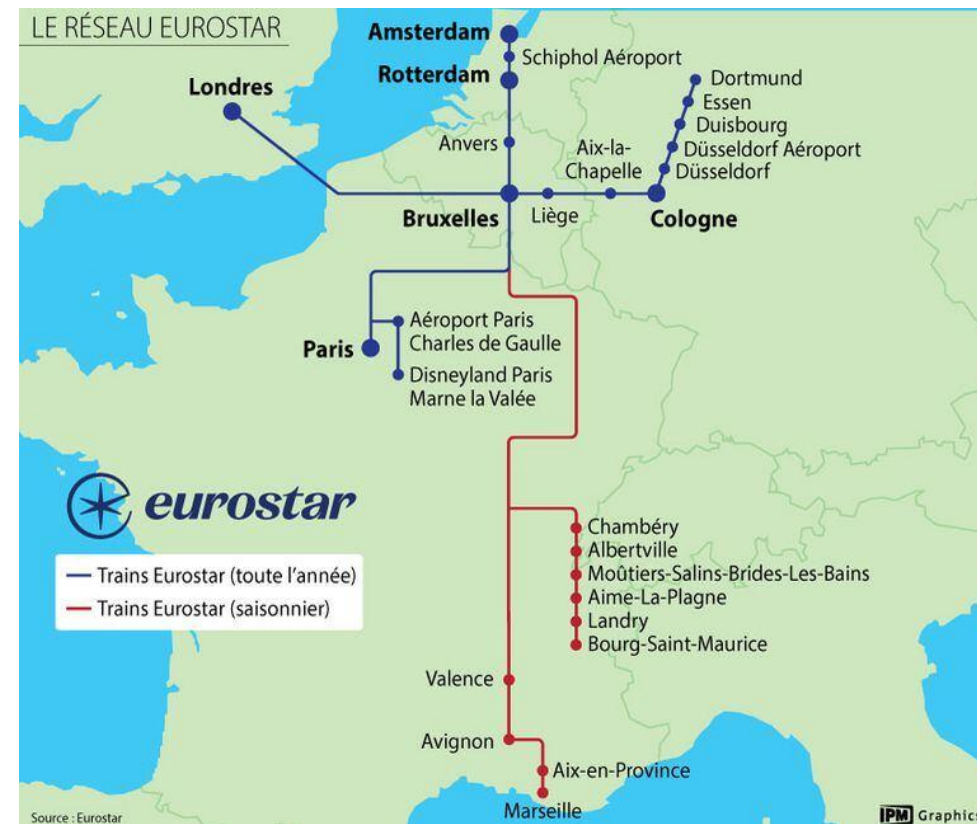 LE RÉSEAU EUROSTAR
Amsterdam
Schiphol Aéroport
Rotterdam
Londres
Anvers
Dortmund
Essen
Duisbourg
Düsseldorf Aéroport
Düsseldorf
Aix-la-
Chapelle
Bruxelles
Liège
Cologne
Paris
Aéroport Paris
Charles de Gaulle
Disneyland Paris
Marne la Valée
eurostar
Trains Eurostar (toute l'année)
Trains Eurostar (saisonnier)
Chambéry
Albertville
Moûtiers-Salins-Brides-Les-Bains
Aime-La-Plagne
Landry
Bourg-Saint-Maurice
Valence
Avignon
Aix-en-Provence
Marseille
Source : Eurostar
IPM Graphics